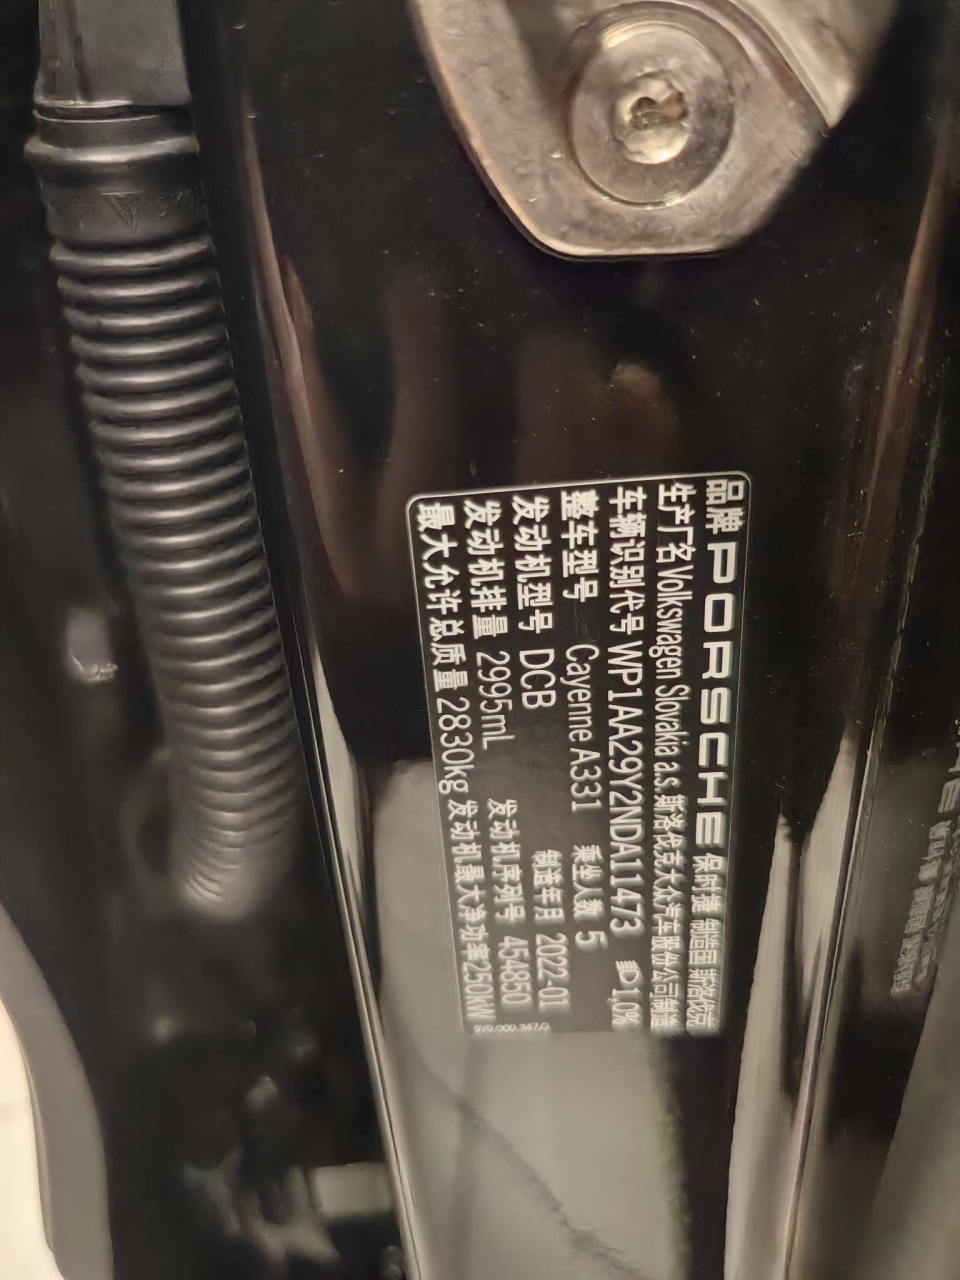 品牌 PORSCHE 保时捷 制造国 斯洛伐克
生产厂名 Volkswagen Slovakia a.s. 斯洛伐克大众汽车股份公司制造
车辆识别代号 WP1AA29Y2NDA11473 1,0%
整车型号 Cayenne A331 乘坐人数 5
发动机型号 DCB 制造年月 2022-01
发动机排量 2995mL 发动机序列号 454850
最大允许总质量 2830kg 发动机最大净功率 250kW